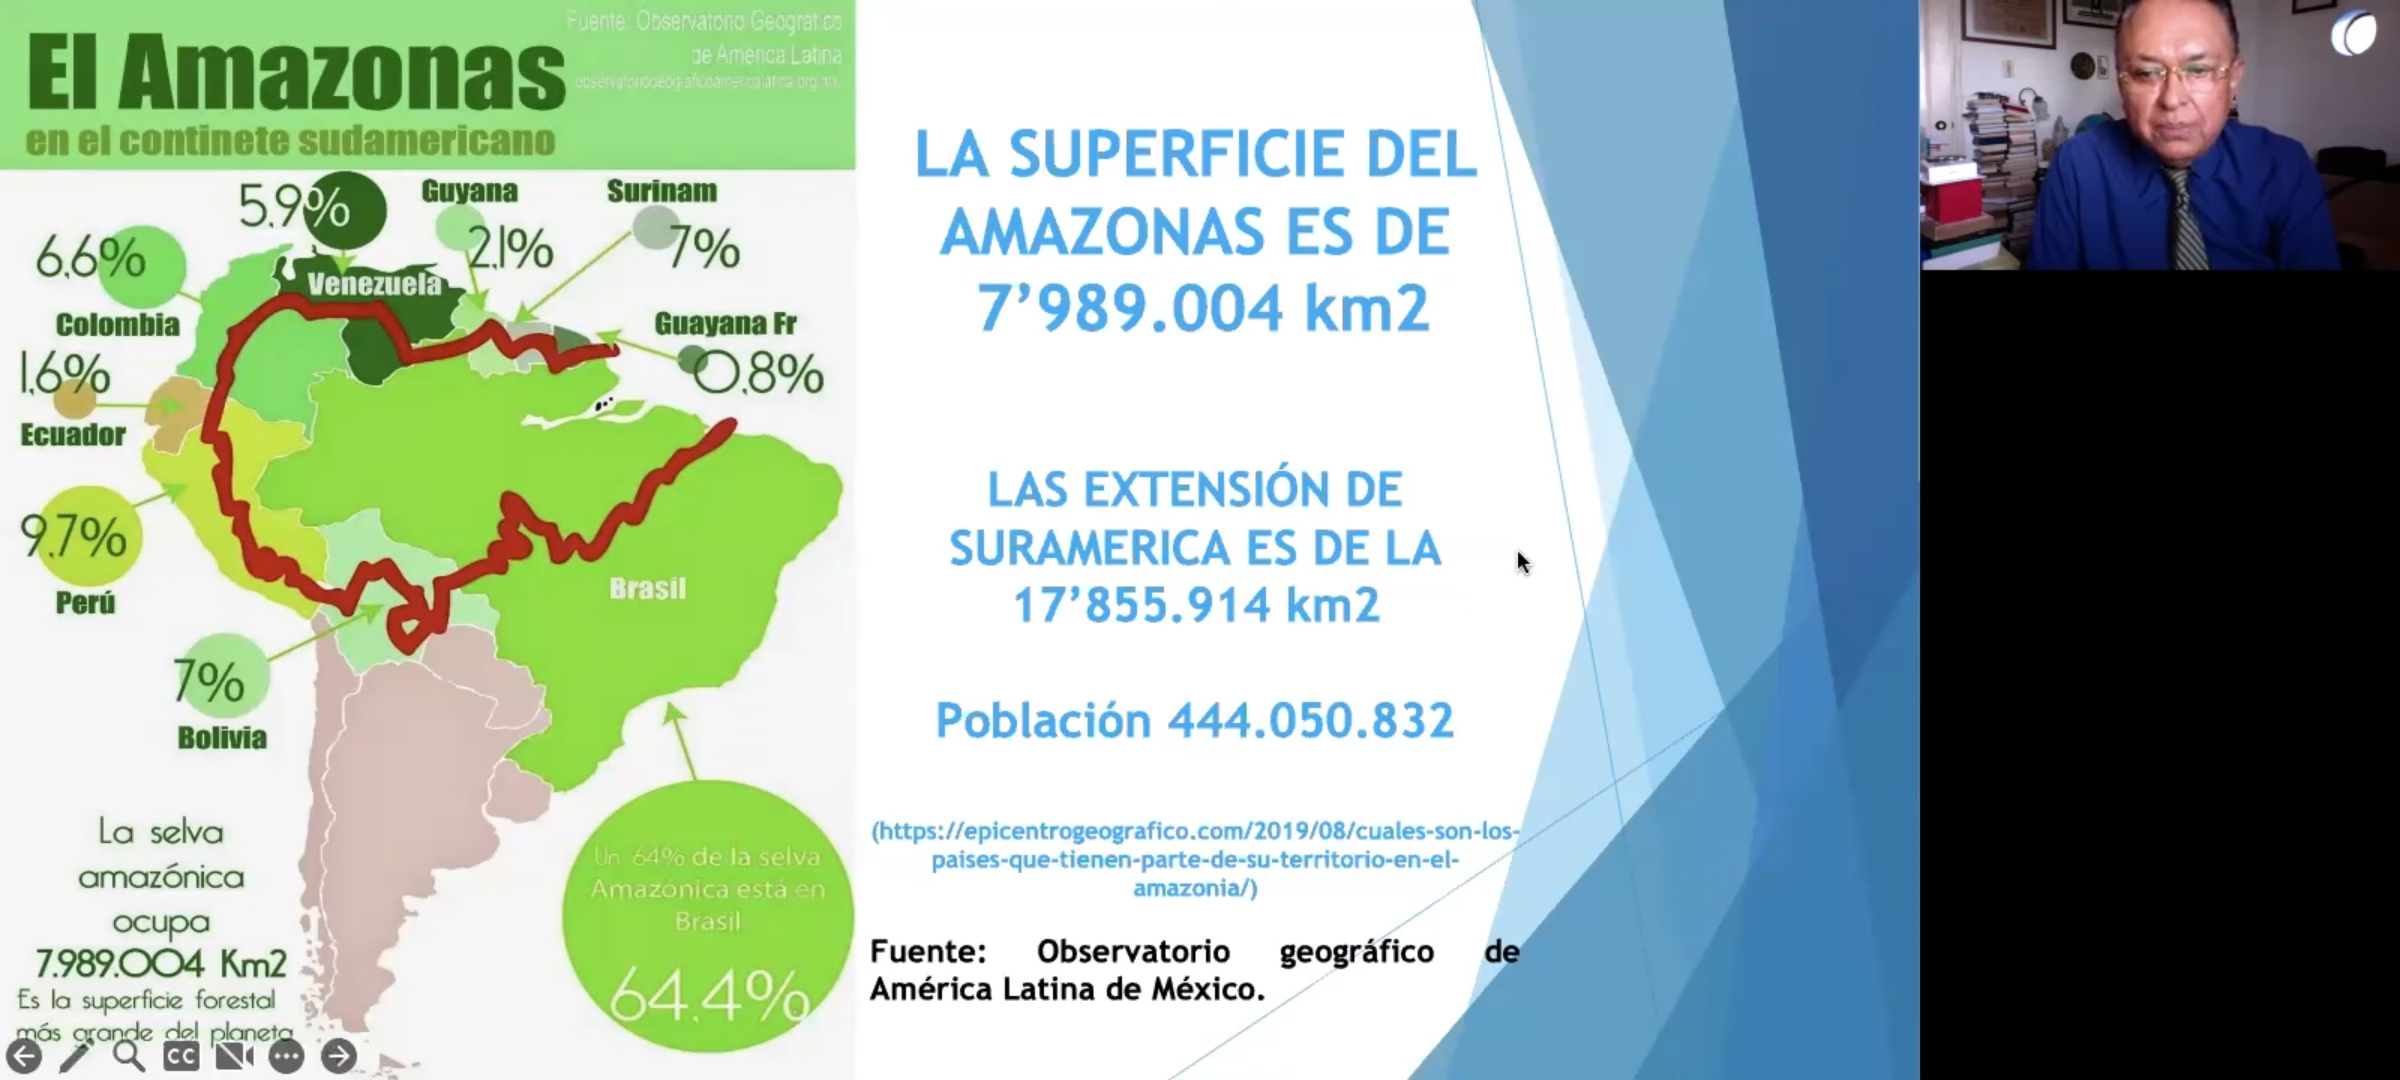 El Amazonas
en el continete sudamericano
Fuente: Observatorio Geográfico
de América Latina
observatoriogeograficoamericalatina.org.mx.
5.9%
Venezuela
Guyana
2.1%
Surinam
7%
6.6%
Colombia
Guayana Fr
0.8%
1.6%
Ecuador
9.7%
Perú
Brasil
7%
Bolivia
La selva
amazónica
ocupa
7.989.004 Km2
Es la superficie forestal
más grande del planeta
Un 64% de la selva
Amazónica está en
Brasil
64.4%
CC
LA SUPERFICIE DEL
AMAZONAS ES DE
7’989.004 km2
LAS EXTENSIÓN DE
SURAMERICA ES DE LA
17’855.914 km2
Población 444.050.832
(https://epicentrogeografico.com/2019/08/cuales-son-los-
paises-que-tienen-parte-de-su-territorio-en-el-
amazonia/)
Fuente: Observatorio geográfico de
América Latina de México.